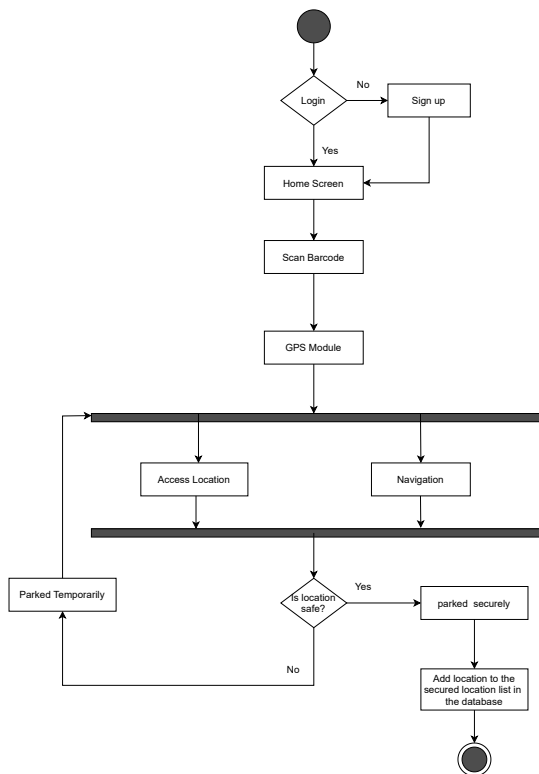 No
Login
Sign up
Yes
Home Screen
Scan Barcode
GPS Module
Access Location
Navigation
Yes
Parked Temporarily
Is location
safe?
parked  securely
No
Add location to the
secured location list in
the database